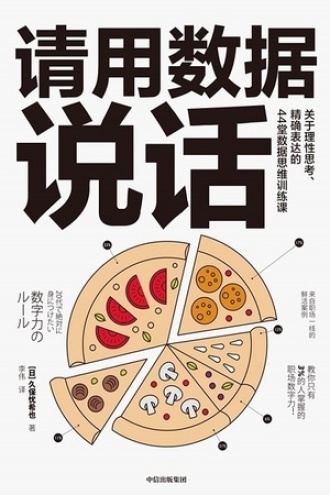 请用数据
说话
关于理性思考、
精确表达的
44堂数据思维训练课
来自职场一线的
鲜活案例
教你只有
3%的人掌握的
职场数字力！
20代で絶対に
身につけたい
数字力の
ルール
[日] 久保忧希也 著
李伟 译
中信出版集团